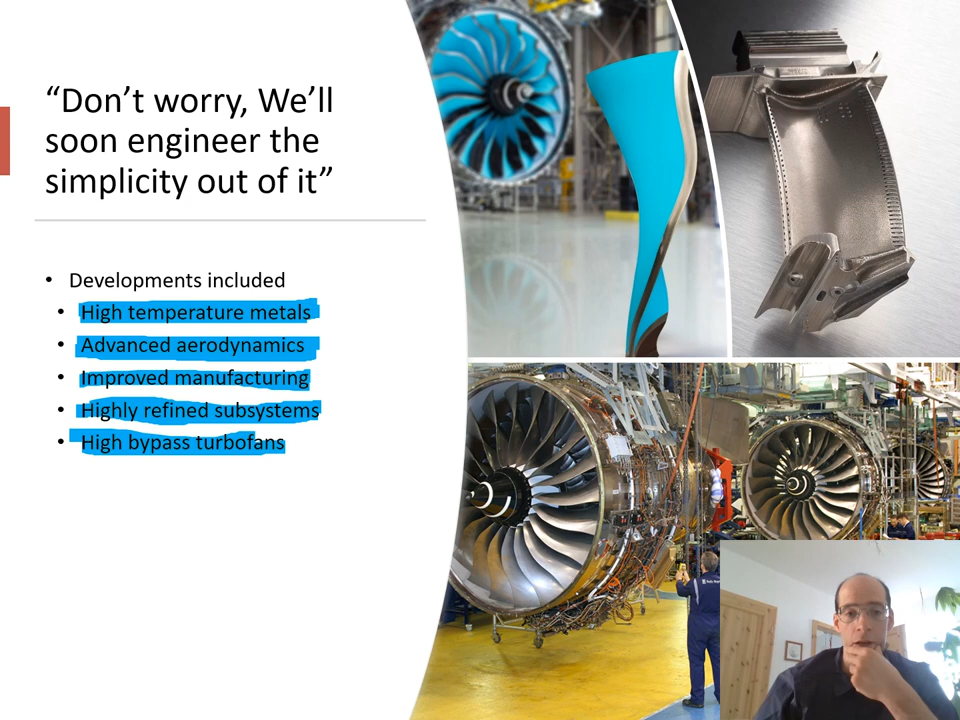 “Don’t worry, We’ll
soon engineer the
simplicity out of it”
• Developments included
• High temperature metals
• Advanced aerodynamics
• Improved manufacturing
• Highly refined subsystems
• High bypass turbofans